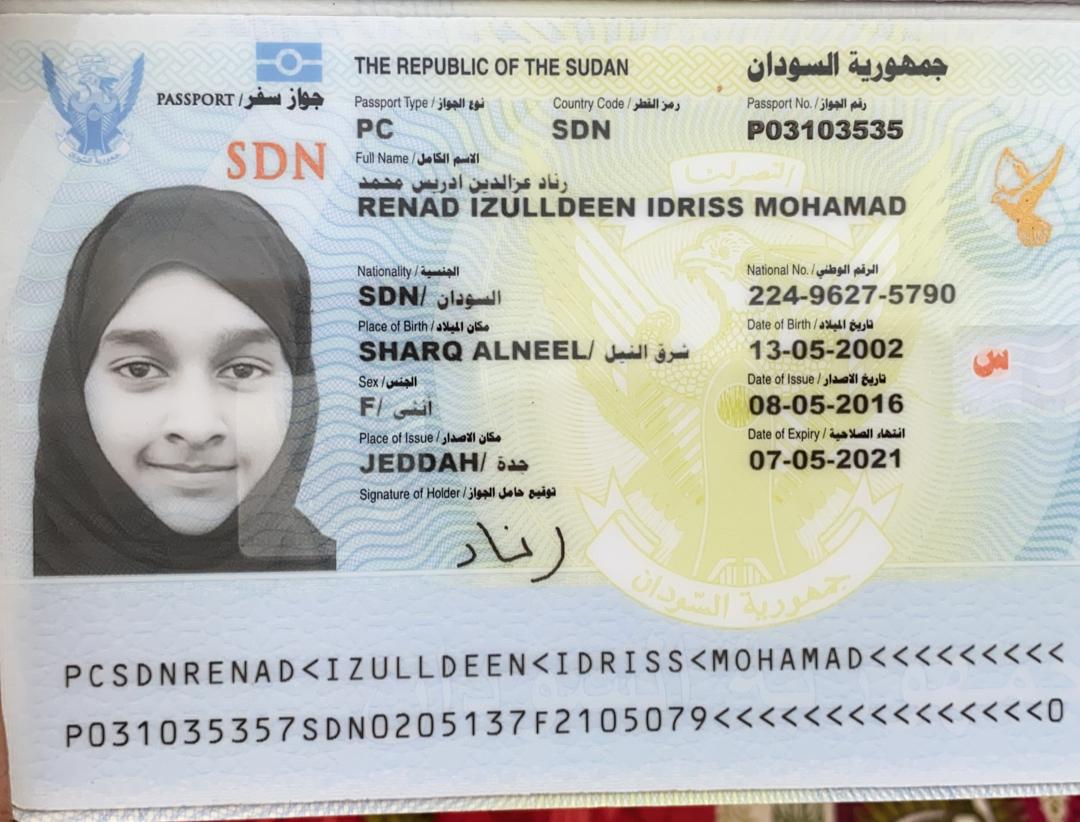 THE REPUBLIC OF THE SUDAN جمهورية السودان
PASSPORT / جواز سفر
Passport Type / نوع الجواز Country Code / رمز القطر Passport No. / رقم الجواز
PC SDN P03103535
SDN
Full Name / الاسم الكامل
رناد عزالدين ادريس محمد
RENAD IZULLDEEN IDRISS MOHAMAD
Nationality / الجنسية National No. / الرقم الوطني
SDN/ السودان 224-9627-5790
Place of Birth / مكان الميلاد Date of Birth / تاريخ الميلاد
SHARQ ALNEEL/ شرق النيل 13-05-2002
س
Sex / الجنس Date of Issue / تاريخ الاصدار
F/ انثى 08-05-2016
Place of Issue / مكان الاصدار Date of Expiry / انتهاء الصلاحية
JEDDAH/ جدة 07-05-2021
Signature of Holder / توقيع حامل الجواز
رناد
النصر لنا
جمهورية السودان
PCSDNRENAD<IZULLDEEN<IDRISS<MOHAMAD<<<<<<<<<
P031035357SDN0205137F2105079<<<<<<<<<<<<<<<0